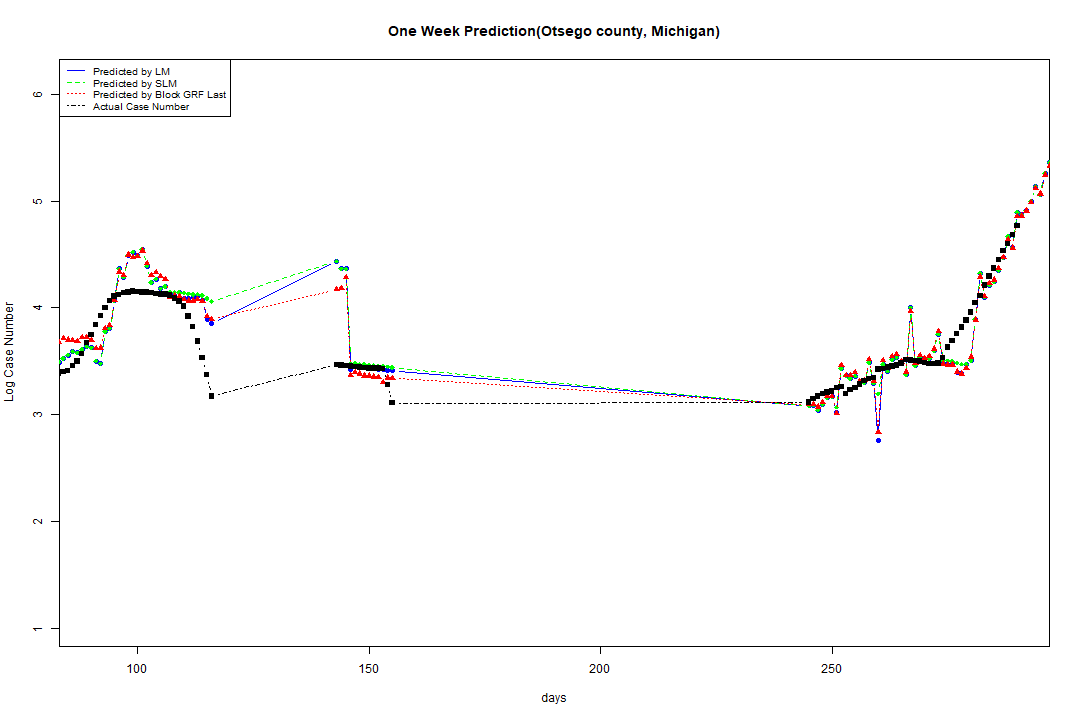 One Week Prediction(Otsego county, Michigan)
Predicted by LM
Predicted by SLM
Predicted by Block GRF Last
Actual Case Number
6
5
4
3
2
1
Log Case Number
100 150 200 250
days